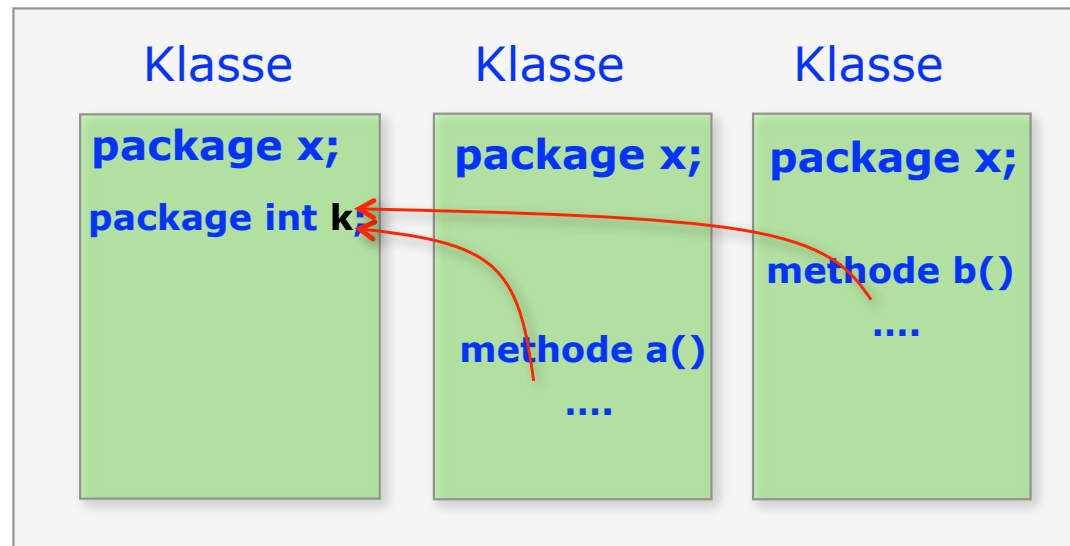 Klasse
package x;
package int k;
Klasse
package x;
methode a()
....
Klasse
package x;
methode b()
....